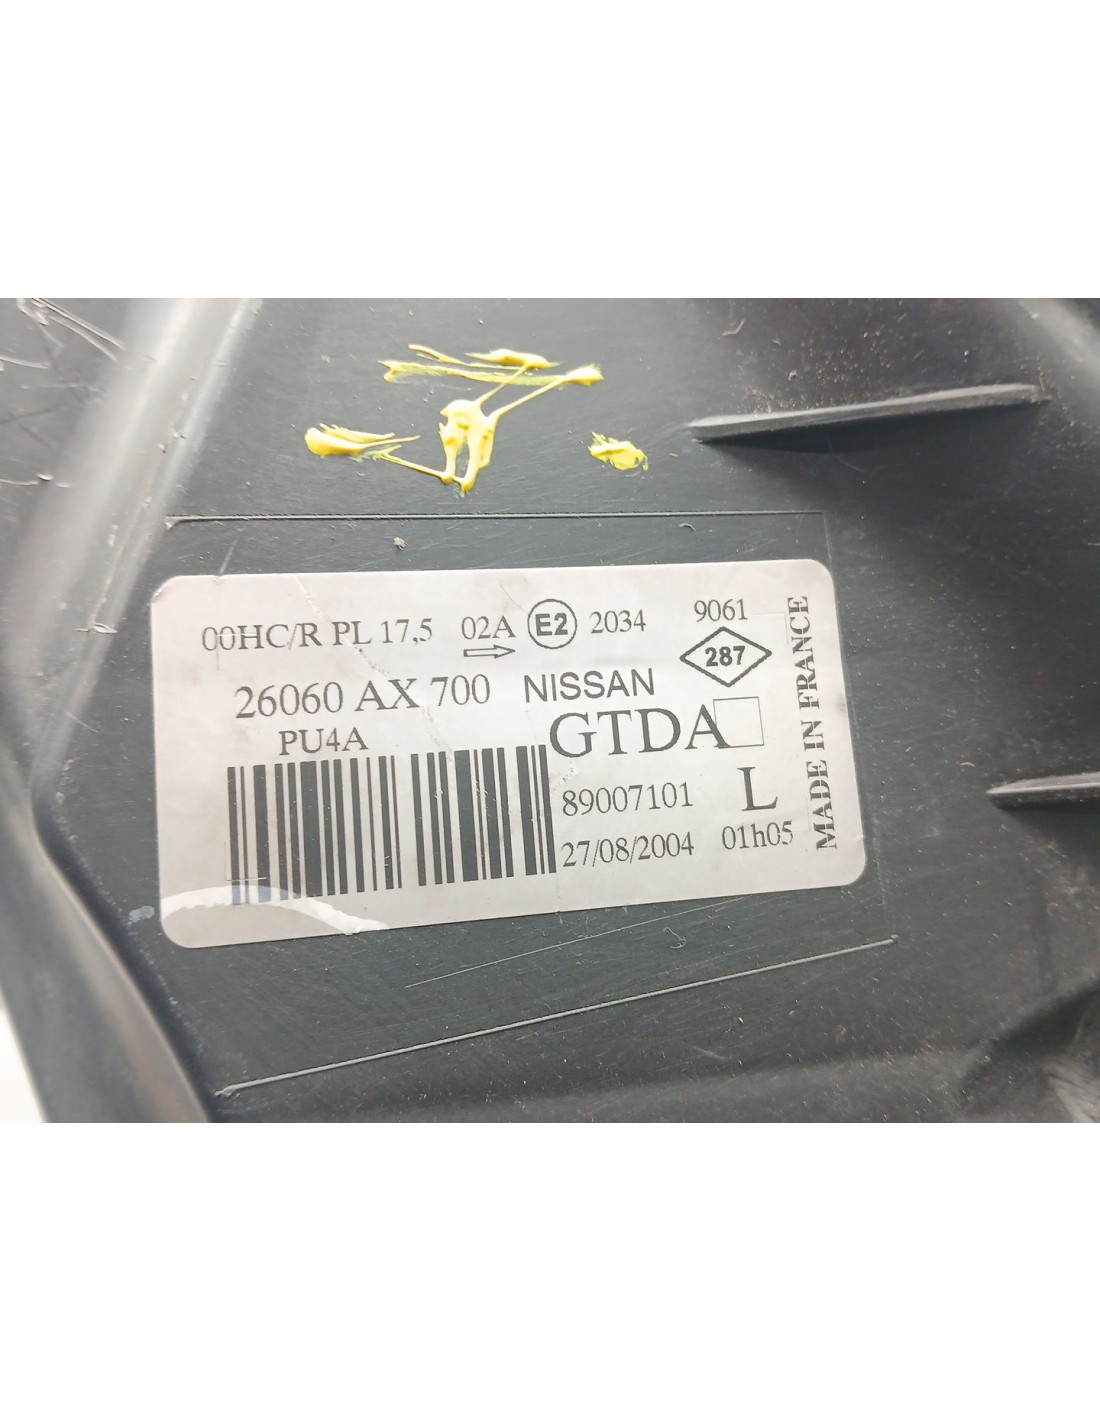 00HC/R PL 17,5 02A E2 2034 9061
287
26060 AX 700 NISSAN
PU4A GTDA
89007101 L
27/08/2004 01h05
MADE IN FRANCE